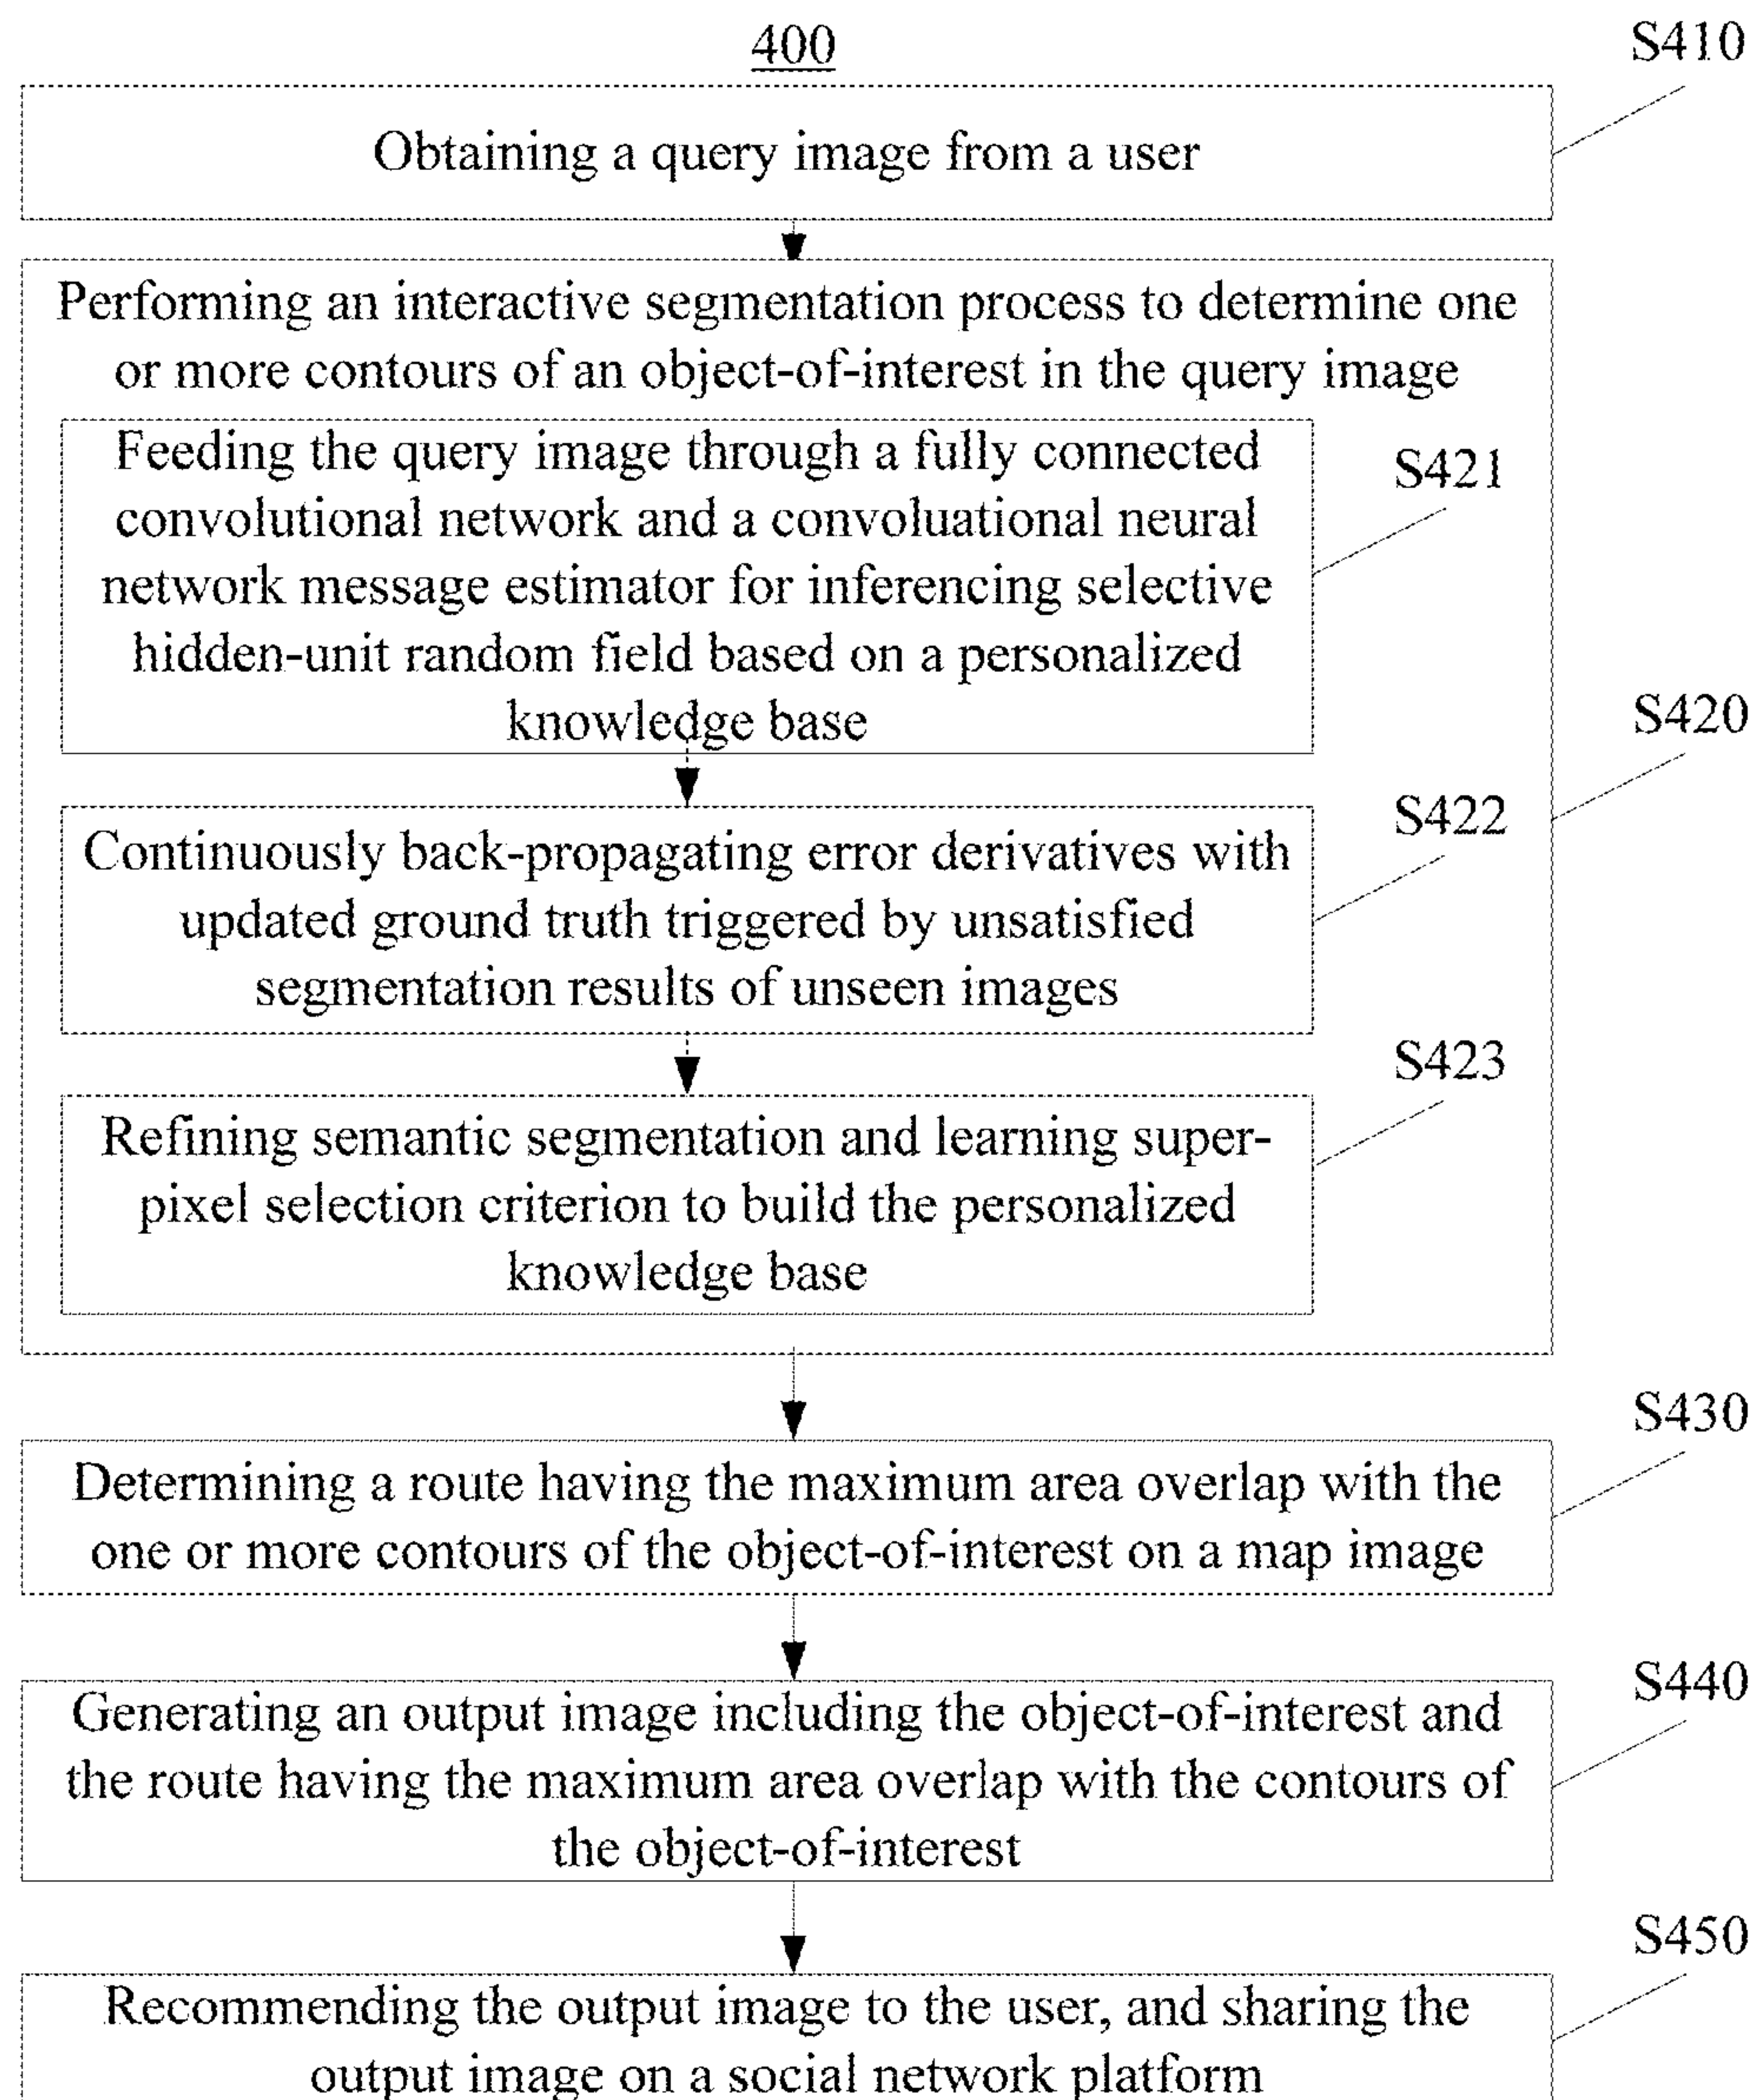 400
S410
Obtaining a query image from a user
Performing an interactive segmentation process to determine one
or more contours of an object-of-interest in the query image
Feeding the query image through a fully connected
convolutional network and a convoluational neural
network message estimator for inferencing selective
hidden-unit random field based on a personalized
knowledge base
S421
S420
Continuously back-propagating error derivatives with
updated ground truth triggered by unsatisfied
segmentation results of unseen images
S422
Refining semantic segmentation and learning super-
pixel selection criterion to build the personalized
knowledge base
S423
Determining a route having the maximum area overlap with the
one or more contours of the object-of-interest on a map image
S430
Generating an output image including the object-of-interest and
the route having the maximum area overlap with the contours of
the object-of-interest
S440
Recommending the output image to the user, and sharing the
output image on a social network platform
S450